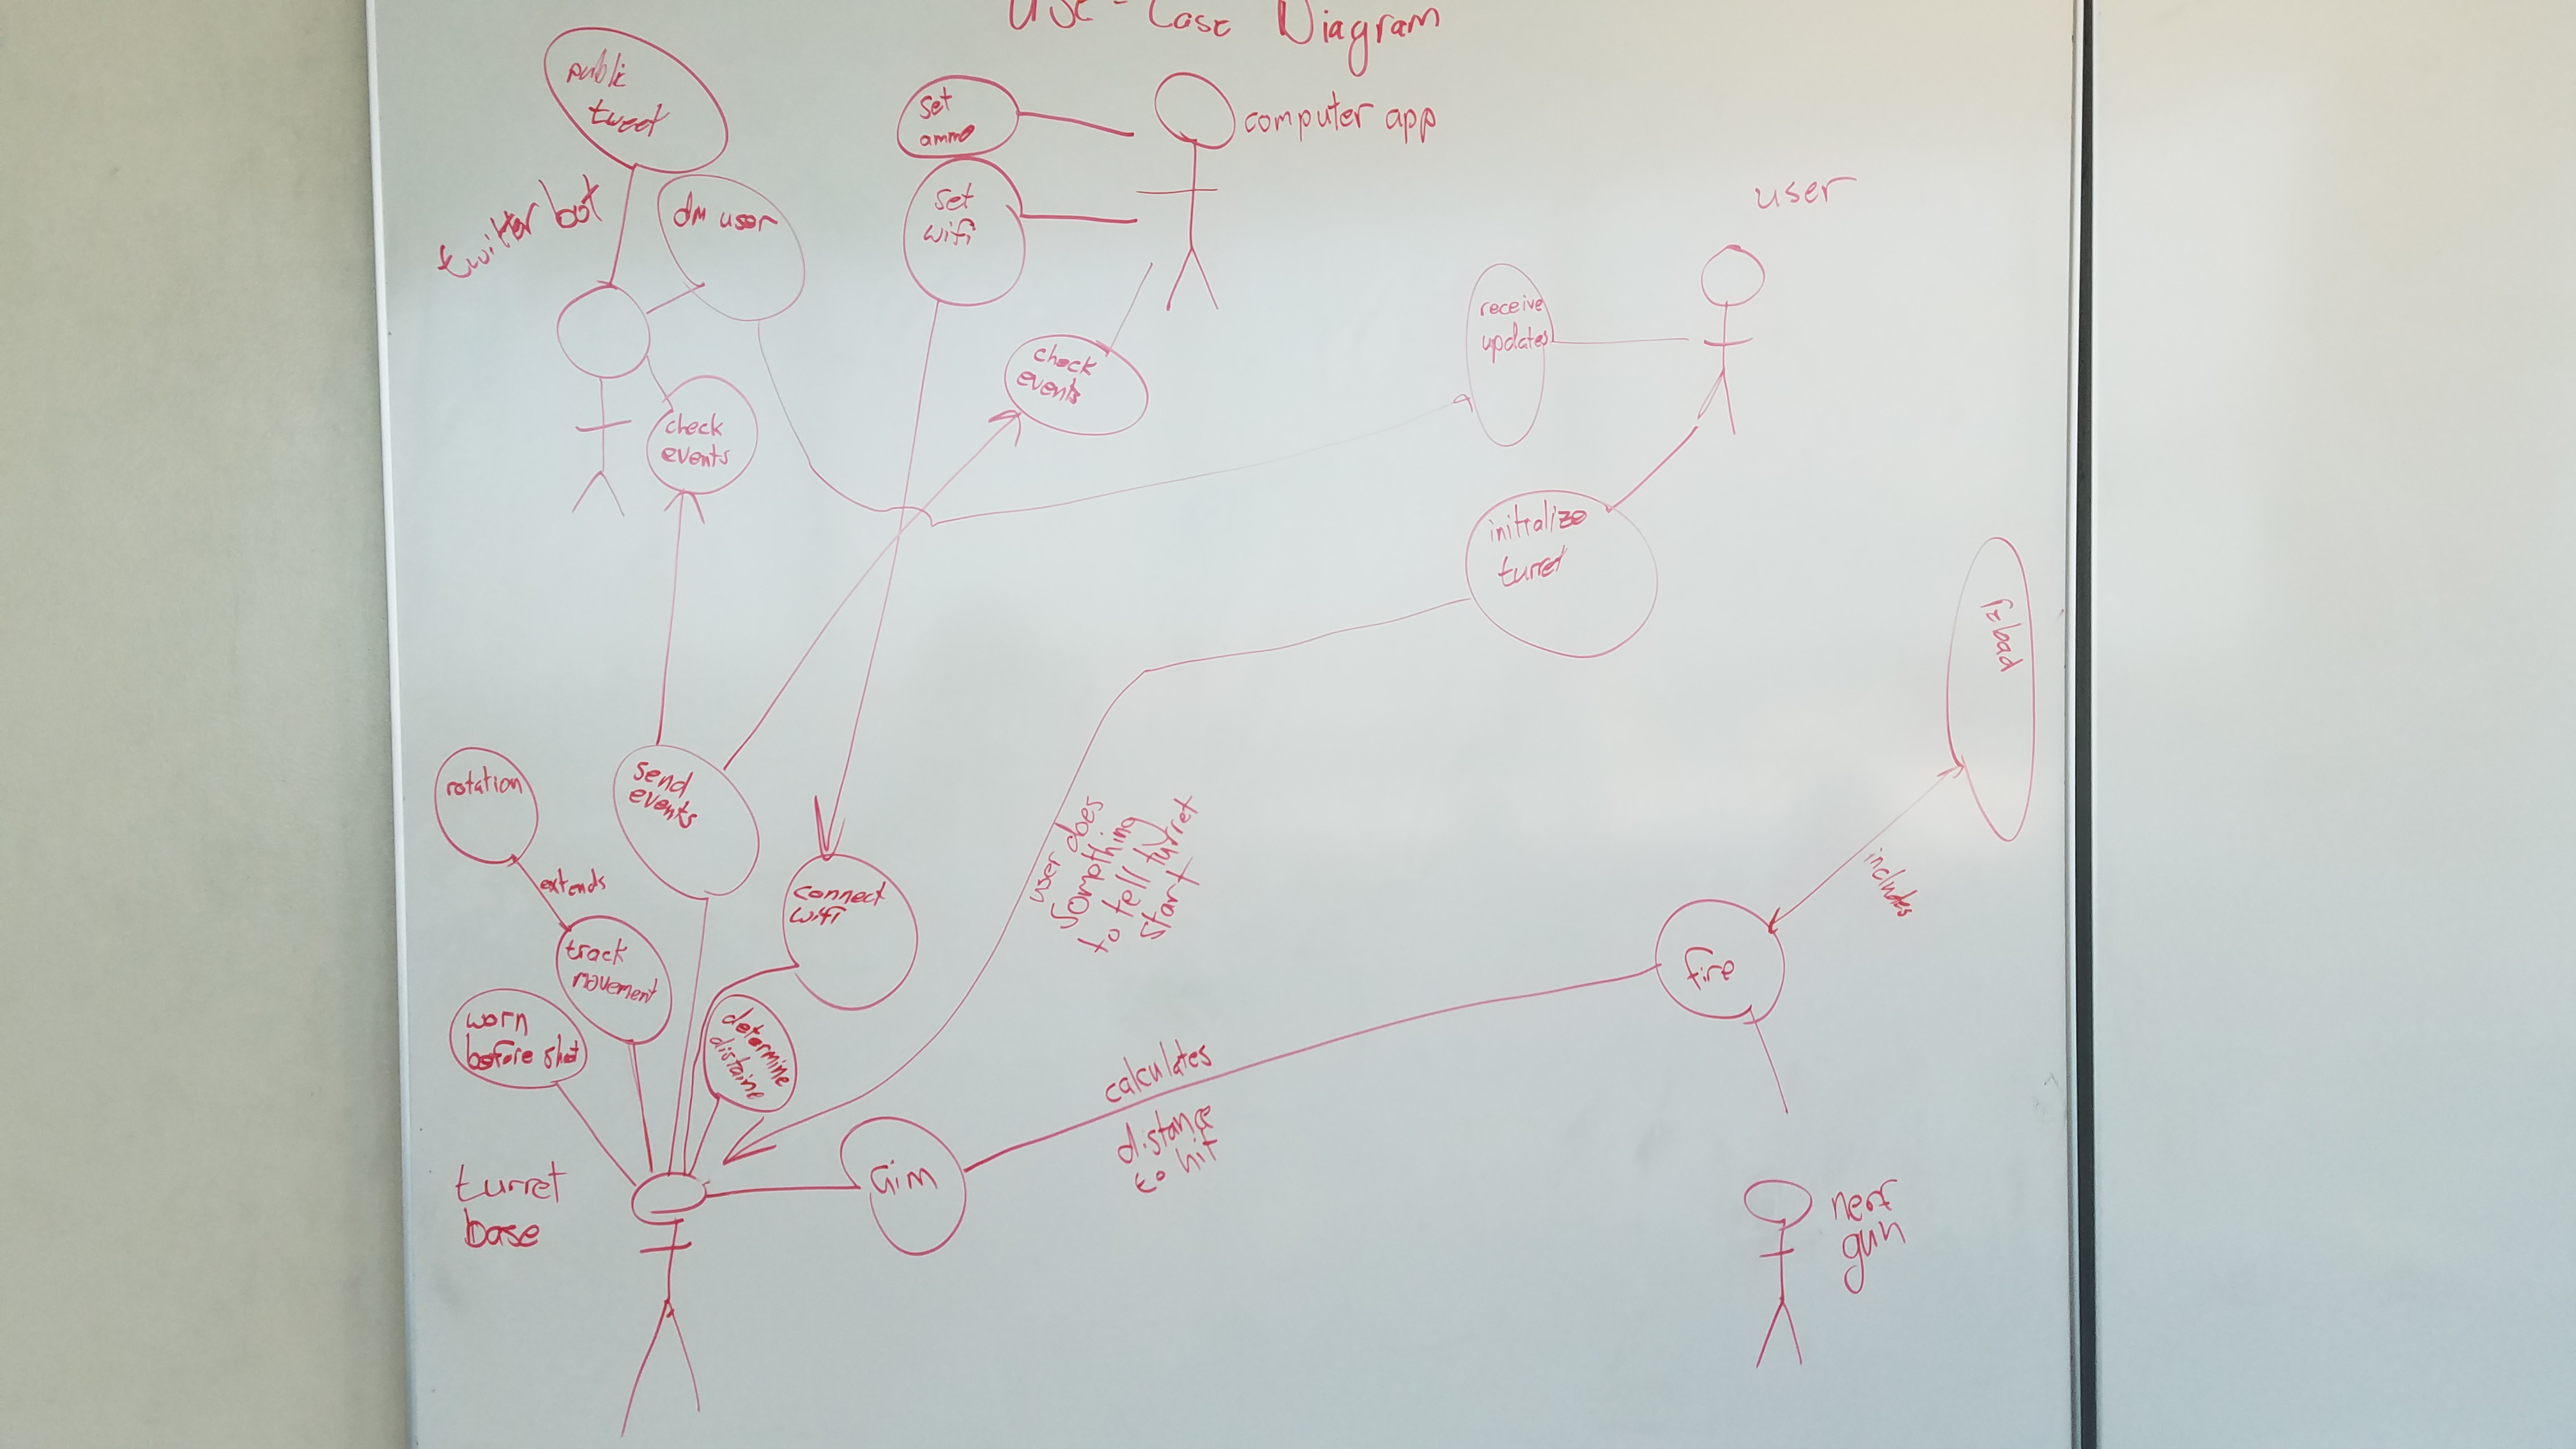 Use-Case Diagram
public
tweet
twitter bot
dm user
check
events
set
ammo
set
wifi
computer app
check
events
user
receive
updates
initialize
turret
reload
includes
fire
nerf
gun
rotation
extends
send
events
track
movement
connect
wifi
worn
before shot
determine
distaine
user does
something
to tell turret
start
calculates
distance
to hit
aim
turret
base